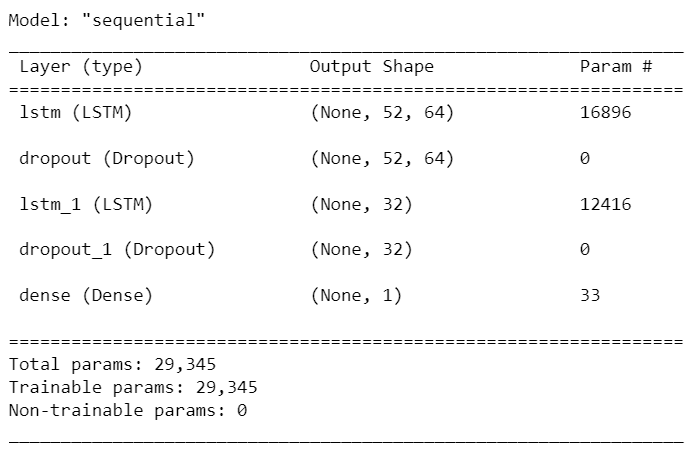 Model: "sequential"
_________________________________________________________________
Layer (type) Output Shape Param #
=================================================================
lstm (LSTM) (None, 52, 64) 16896
dropout (Dropout) (None, 52, 64) 0
lstm_1 (LSTM) (None, 32) 12416
dropout_1 (Dropout) (None, 32) 0
dense (Dense) (None, 1) 33
=================================================================
Total params: 29,345
Trainable params: 29,345
Non-trainable params: 0
_________________________________________________________________